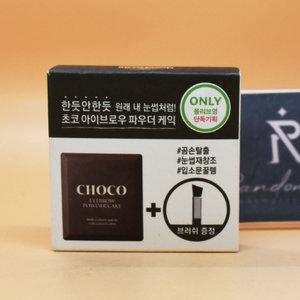 한듯안한듯 원래 내 눈썹처럼!
초코 아이브로우 파우더 케익
ONLY
올리브영
단독기획
#곰손탈출
#눈썹재창조
#입소문꿀템
CHOCO
EYEBROW
POWDER CAKE
+
브러쉬 증정